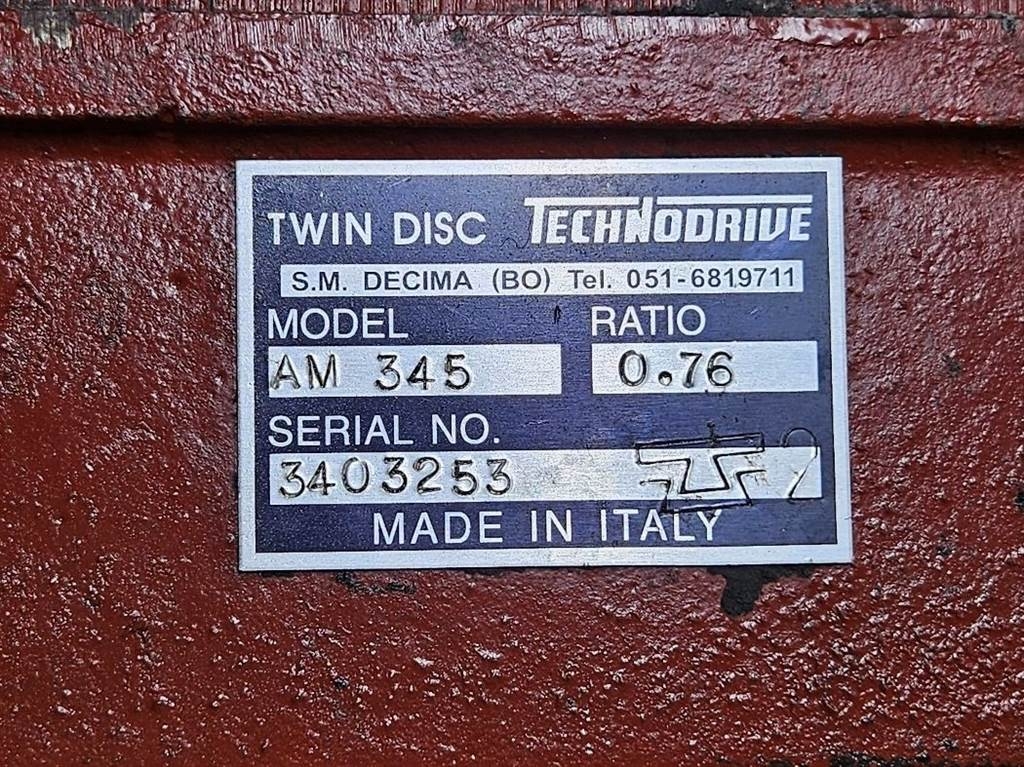 TWIN DISC TECHNODRIVE
S.M. DECIMA (BO) Tel. 051-6819711
MODEL RATIO
AM 345 0.76
SERIAL NO.
3403253 2
MADE IN ITALY